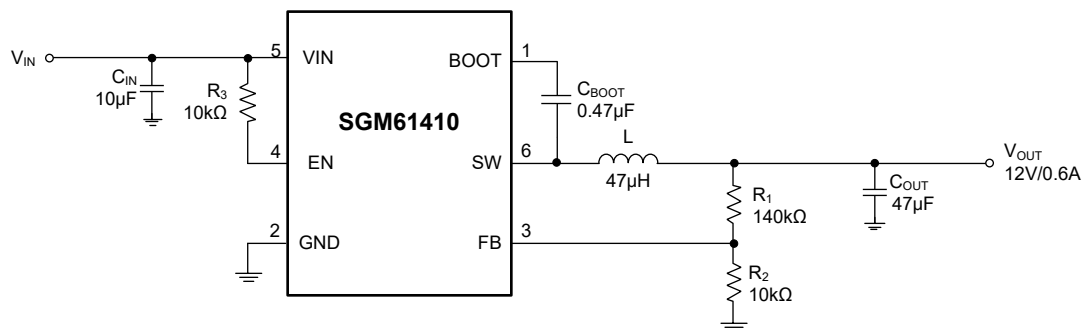 VIN
CIN
10µF
R3
10kΩ
5
VIN
4
EN
2
GND
SGM61410
BOOT
1
SW
6
FB
3
CBOOT
0.47µF
L
47µH
R1
140kΩ
R2
10kΩ
COUT
47µF
VOUT
12V/0.6A